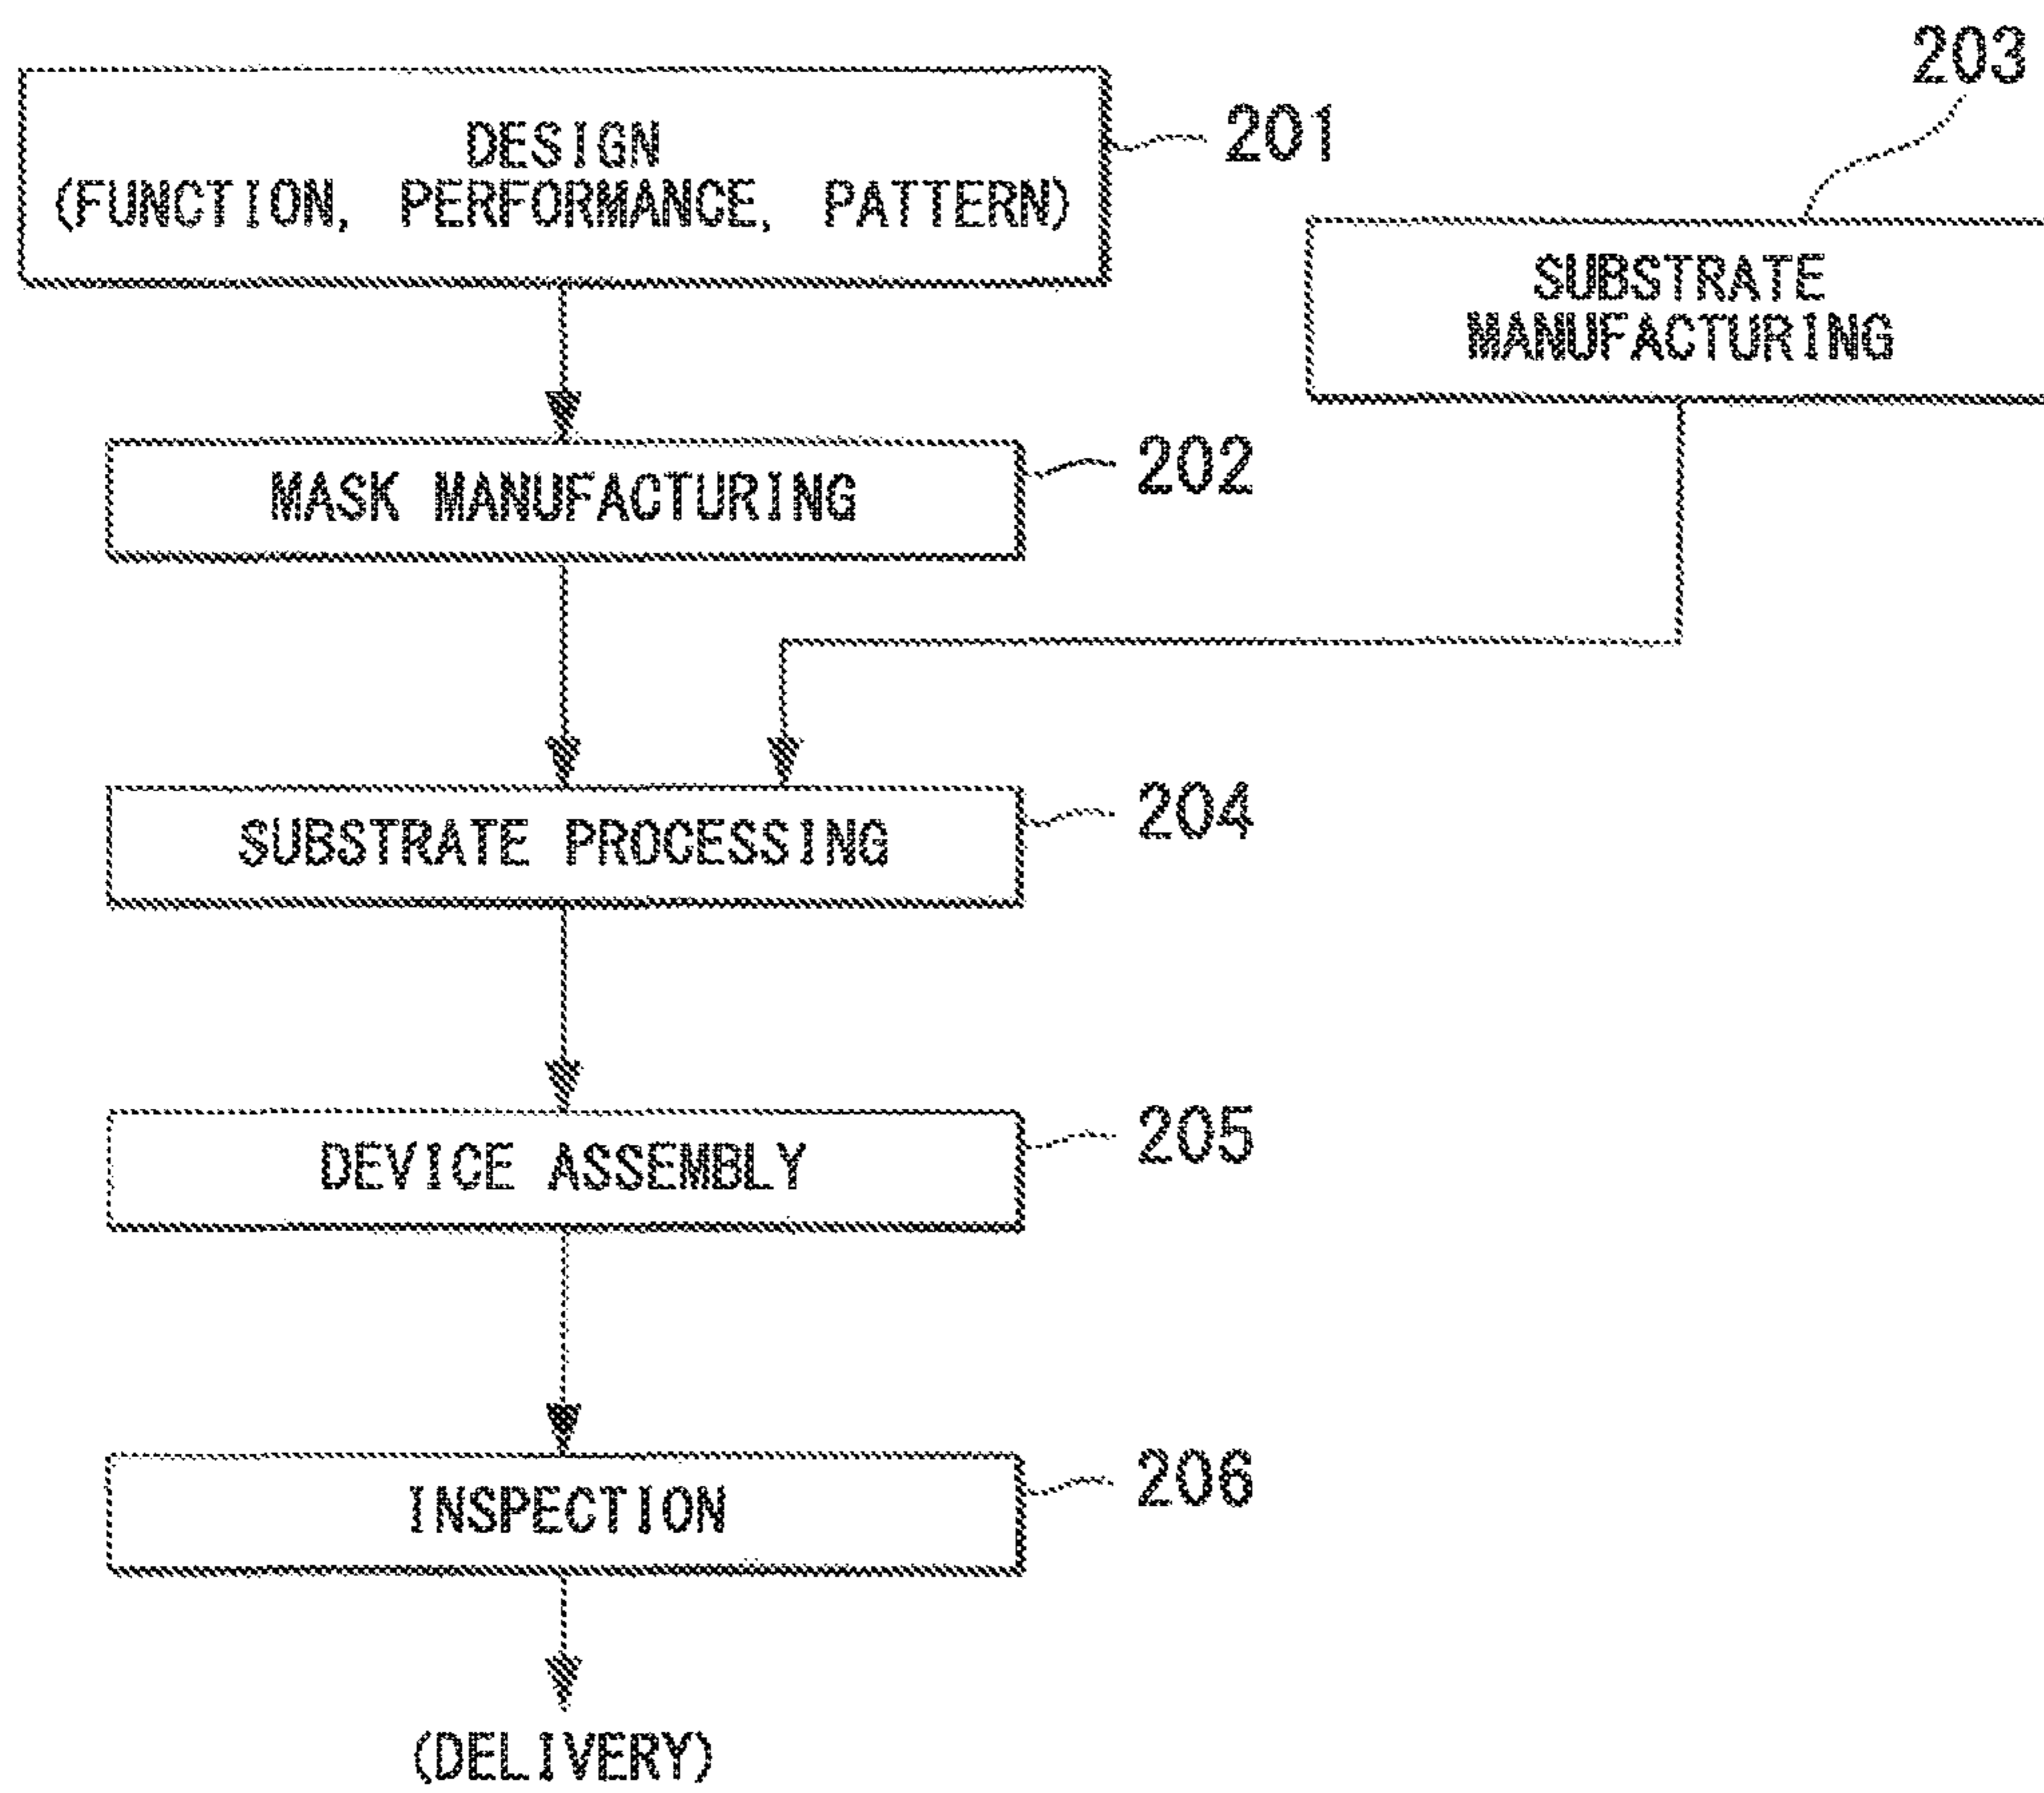 203
DESIGN
(FUNCTION, PERFORMANCE, PATTERN)
201
SUBSTRATE
MANUFACTURING
MASK MANUFACTURING
202
SUBSTRATE PROCESSING
204
DEVICE ASSEMBLY
205
INSPECTION
206
(DELIVERY)